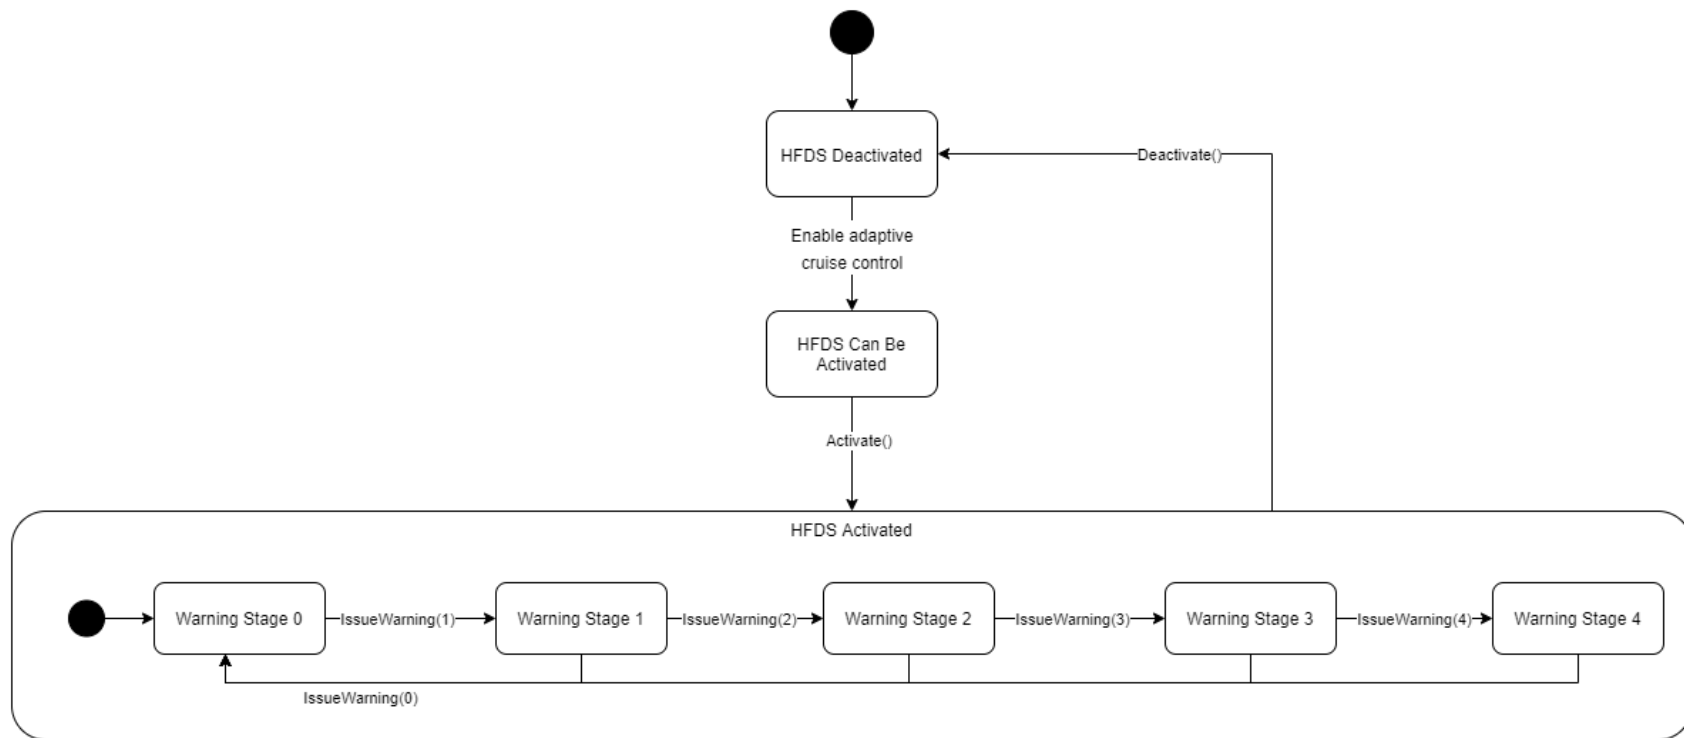 HFDS Deactivated
Deactivate()
Enable adaptive
cruise control
HFDS Can Be
Activated
Activate()
HFDS Activated
Warning Stage 0
IssueWarning(1)
Warning Stage 1
IssueWarning(2)
Warning Stage 2
IssueWarning(3)
Warning Stage 3
IssueWarning(4)
Warning Stage 4
IssueWarning(0)